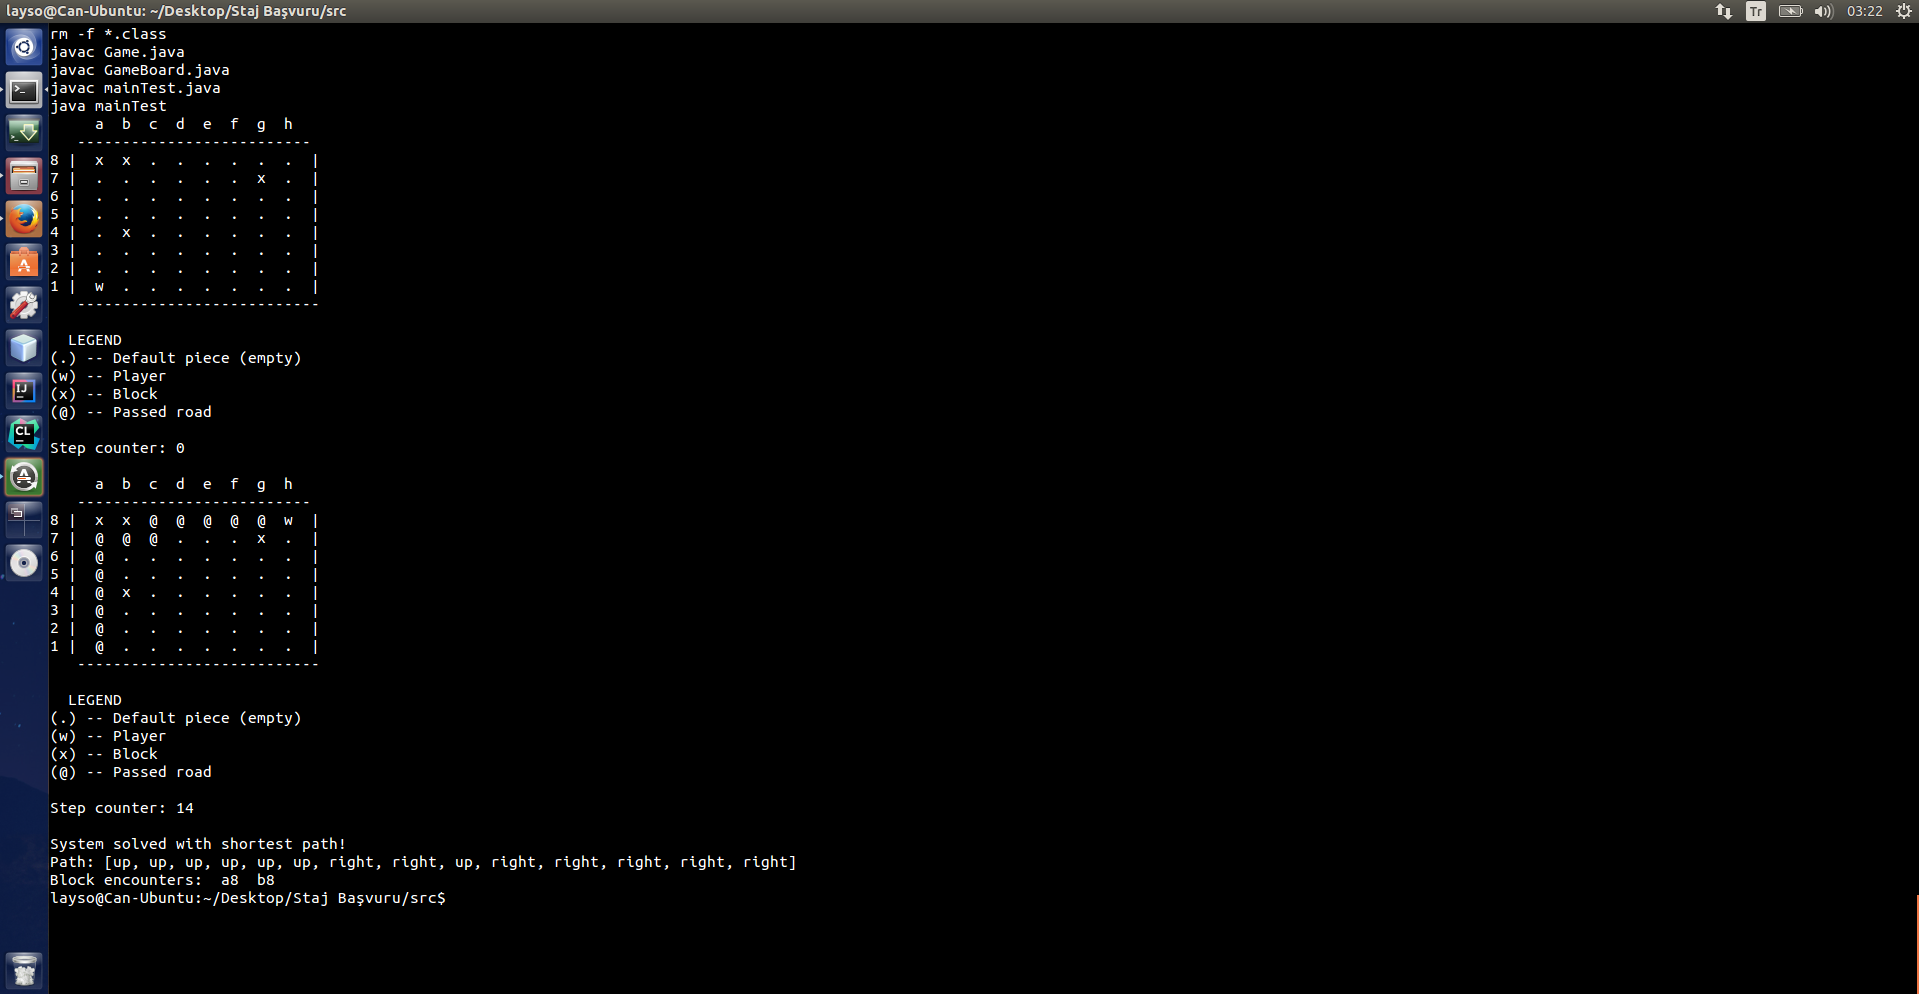 layso@Can-Ubuntu: ~/Desktop/Staj Başvuru/src
Tr
03:22
rm -f *.class
javac Game.java
javac GameBoard.java
javac mainTest.java
java mainTest
     a  b  c  d  e  f  g  h
   --------------------------
8 |  x  x  .  .  .  .  .  .  |
7 |  .  .  .  .  .  .  x  .  |
6 |  .  .  .  .  .  .  .  .  |
5 |  .  .  .  .  .  .  .  .  |
4 |  .  x  .  .  .  .  .  .  |
3 |  .  .  .  .  .  .  .  .  |
2 |  .  .  .  .  .  .  .  .  |
1 |  w  .  .  .  .  .  .  .  |
   ---------------------------
  LEGEND
(.) -- Default piece (empty)
(w) -- Player
(x) -- Block
(@) -- Passed road
Step counter: 0
     a  b  c  d  e  f  g  h
   --------------------------
8 |  x  x  @  @  @  @  @  w  |
7 |  @  @  @  .  .  .  x  .  |
6 |  @  .  .  .  .  .  .  .  |
5 |  @  .  .  .  .  .  .  .  |
4 |  @  x  .  .  .  .  .  .  |
3 |  @  .  .  .  .  .  .  .  |
2 |  @  .  .  .  .  .  .  .  |
1 |  @  .  .  .  .  .  .  .  |
   ---------------------------
  LEGEND
(.) -- Default piece (empty)
(w) -- Player
(x) -- Block
(@) -- Passed road
Step counter: 14
System solved with shortest path!
Path: [up, up, up, up, up, up, right, right, up, right, right, right, right, right]
Block encounters:  a8  b8
layso@Can-Ubuntu:~/Desktop/Staj Başvuru/src$
IJ
CL